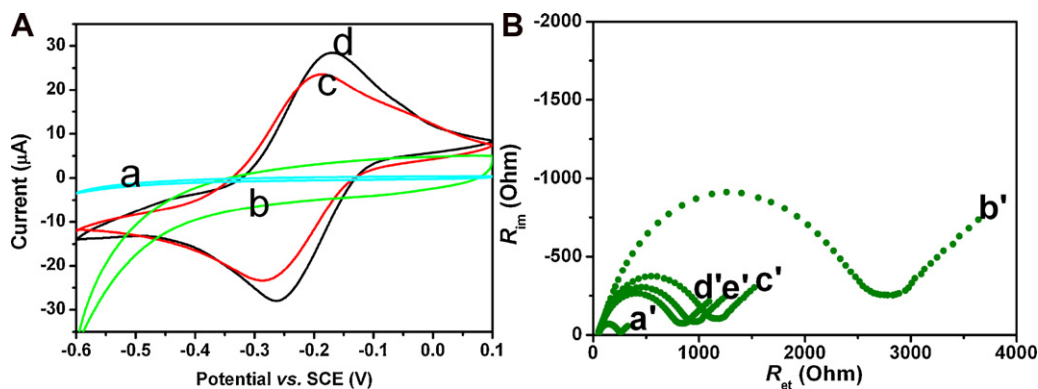 A
Current (μA)
30
20
10
0
-10
-20
-30
a
b
c
d
-0.6 -0.5 -0.4 -0.3 -0.2 -0.1 0.0 0.1
Potential vs. SCE (V)
B
Rim (Ohm)
-2000
-1500
-1000
-500
0
b'
d' e' c'
a'
0 1000 2000 3000 4000
Ret (Ohm)